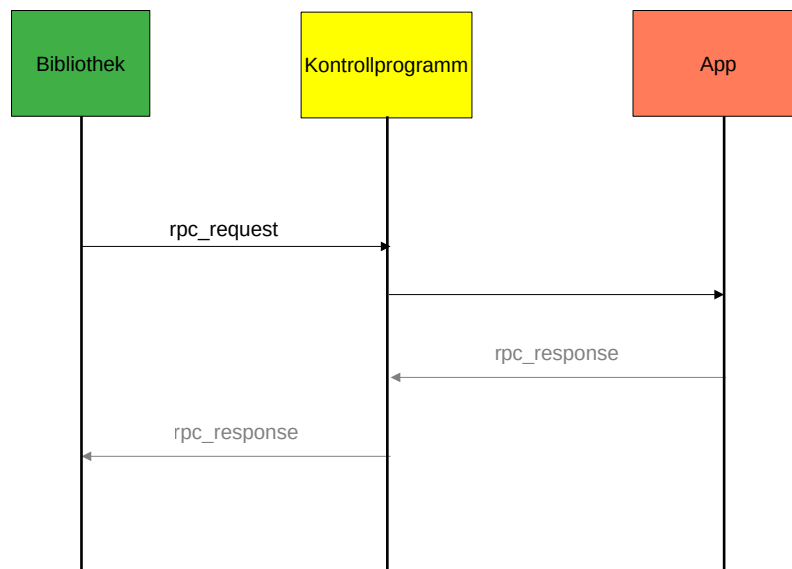 Bibliothek
Kontrollprogramm
App
rpc_request
rpc_response
rpc_response